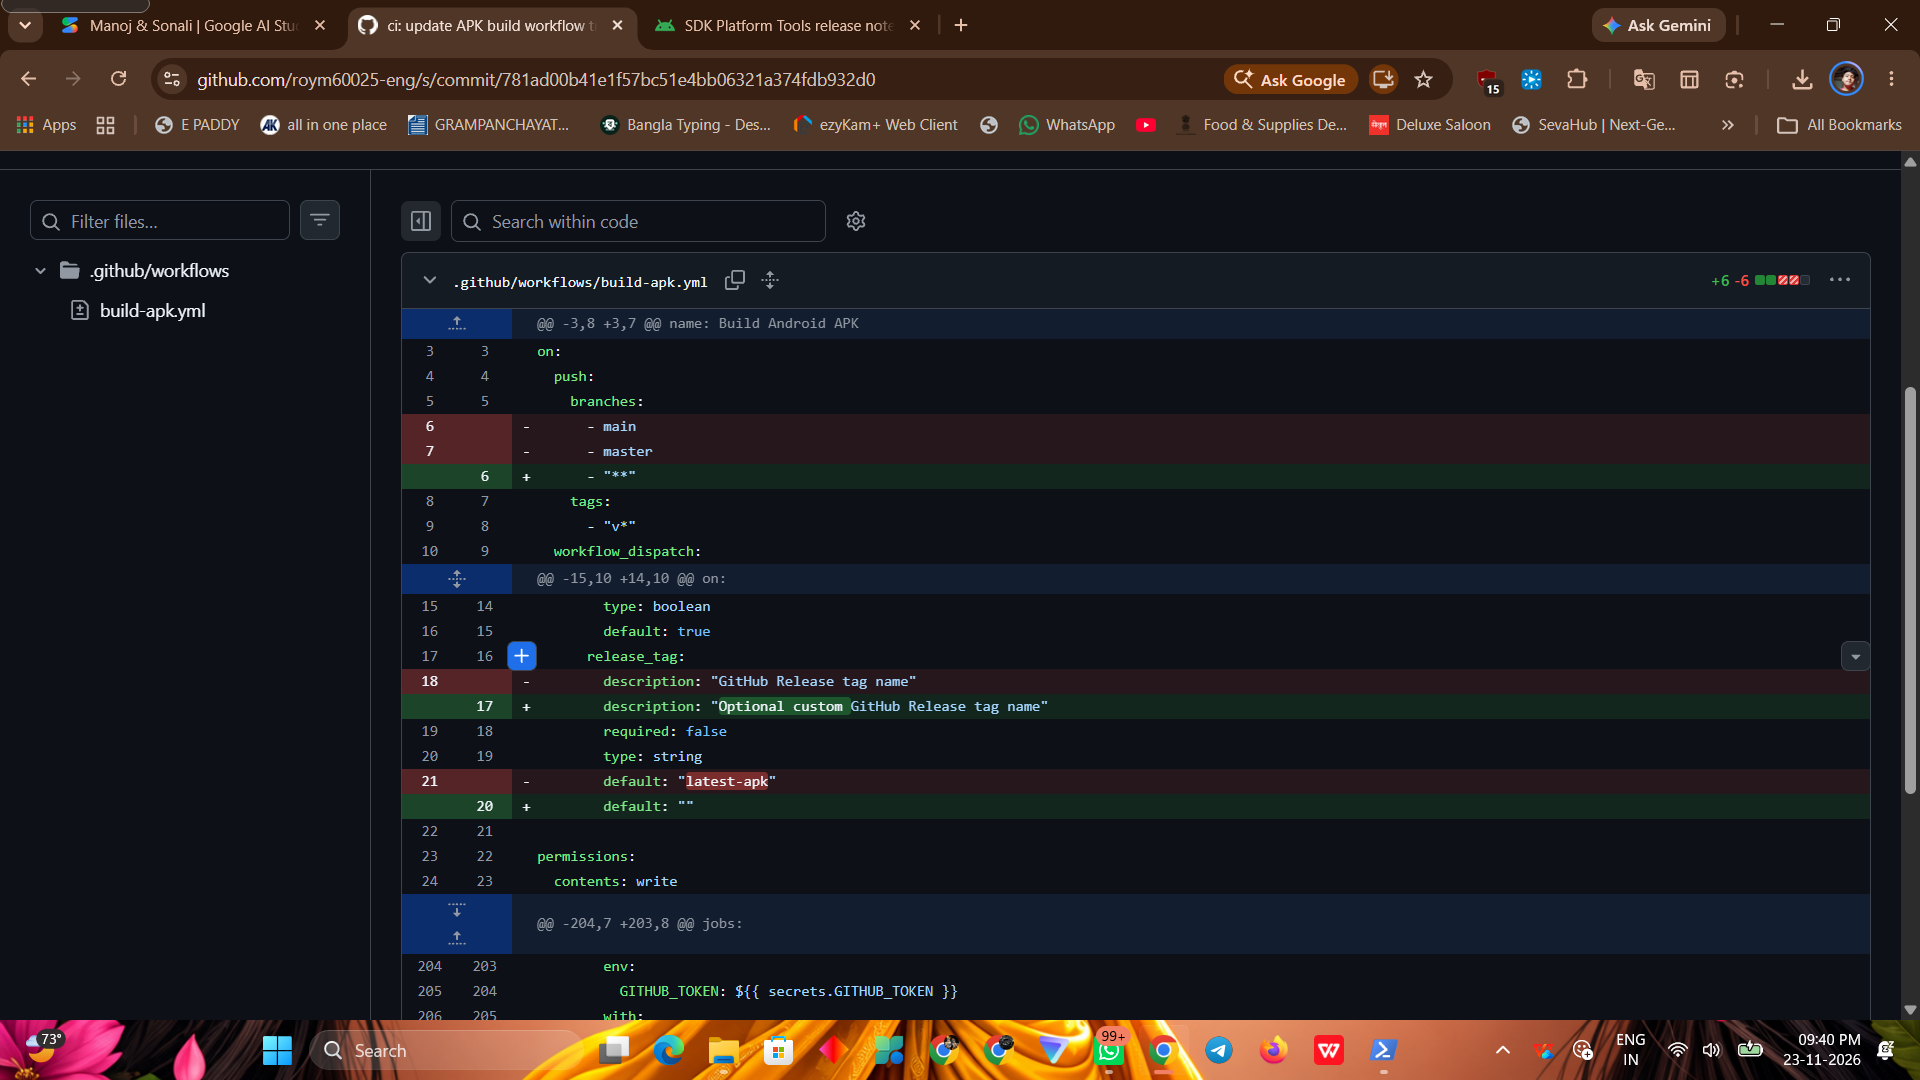 Manoj & Sonali | Google AI Stu
ci: update APK build workflow t
SDK Platform Tools release note
Ask Gemini
github.com/roym60025-eng/s/commit/781ad00b41e1f57bc51e4bb06321a374fdb932d0
Ask Google
15
Apps
E PADDY
all in one place
GRAMPANCHAYAT...
Bangla Typing - Des...
ezyKam+ Web Client
WhatsApp
Food & Supplies De...
Deluxe Saloon
SevaHub | Next-Ge...
All Bookmarks
Filter files...
Search within code
.github/workflows
build-apk.yml
.github/workflows/build-apk.yml
+6 -6
@@ -3,8 +3,7 @@ name: Build Android APK
3 3 on:
4 4 push:
5 5 branches:
6 - - main
7 - - master
6 + - "**"
8 7 tags:
9 8 - "v*"
10 9 workflow_dispatch:
@@ -15,10 +14,10 @@ on:
15 14 type: boolean
16 15 default: true
17 16 release_tag:
18 - description: "GitHub Release tag name"
17 + description: "Optional custom GitHub Release tag name"
19 18 required: false
20 19 type: string
21 - default: "latest-apk"
20 + default: ""
22 21
23 22 permissions:
24 23 contents: write
@@ -204,7 +203,8 @@ jobs:
204 203 env:
205 204 GITHUB_TOKEN: ${{ secrets.GITHUB_TOKEN }}
206 205 with:
73°
Search
99+
ENG
IN
09:40 PM
23-11-2026